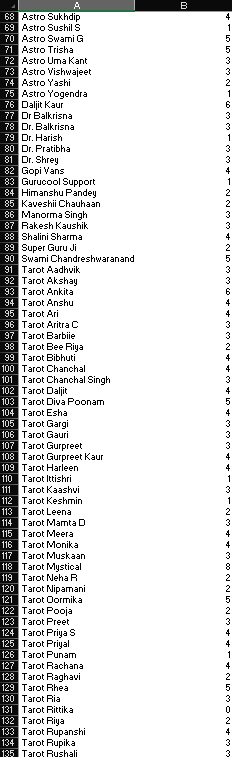 A B
68 Astro Sukhdip 4
69 Astro Sushil S 1
70 Astro Swami G 5
71 Astro Trisha 5
72 Astro Uma Kant 3
73 Astro Vishwajeet 3
74 Astro Yashi 2
75 Astro Yogendra 1
76 Daljit Kaur 6
77 Dr Balkrisna 3
78 Dr. Balkrisna 3
79 Dr. Harish 1
80 Dr. Pratibha 3
81 Dr. Shrey 3
82 Gopi Vans 4
83 Gurucool Support 1
84 Himanshu Pandey 2
85 Kaveshii Chauhaan 2
86 Manorma Singh 3
87 Rakesh Kaushik 3
88 Shalini Sharma 4
89 Super Guru Ji 2
90 Swami Chandreshwaranand 5
91 Tarot Aadhvik 3
92 Tarot Akshay 3
93 Tarot Ankita 6
94 Tarot Anshu 4
95 Tarot Ari 4
96 Tarot Aritra C 3
97 Tarot Barbiie 3
98 Tarot Bee Riya 2
99 Tarot Bibhuti 4
100 Tarot Chanchal 4
101 Tarot Chanchal Singh 3
102 Tarot Daljit 4
103 Tarot Diva Poonam 5
104 Tarot Esha 4
105 Tarot Gargi 3
106 Tarot Gauri 3
107 Tarot Gurpreet 3
108 Tarot Gurpreet Kaur 4
109 Tarot Harleen 4
110 Tarot Ittishri 1
111 Tarot Kaashvi 3
112 Tarot Keshmin 1
113 Tarot Leena 2
114 Tarot Mamta D 3
115 Tarot Meera 4
116 Tarot Monika 4
117 Tarot Muskaan 3
118 Tarot Mystical 8
119 Tarot Neha R 2
120 Tarot Nipamani 2
121 Tarot Oormika 5
122 Tarot Pooja 2
123 Tarot Preet 3
124 Tarot Priya S 4
125 Tarot Priyal 4
126 Tarot Punam 1
127 Tarot Rachana 4
128 Tarot Raghavi 2
129 Tarot Rhea 5
130 Tarot Ria 3
131 Tarot Rittika 0
132 Tarot Riya 2
133 Tarot Rupanshi 4
134 Tarot Rupika 3
135 Tarot Rushali 3